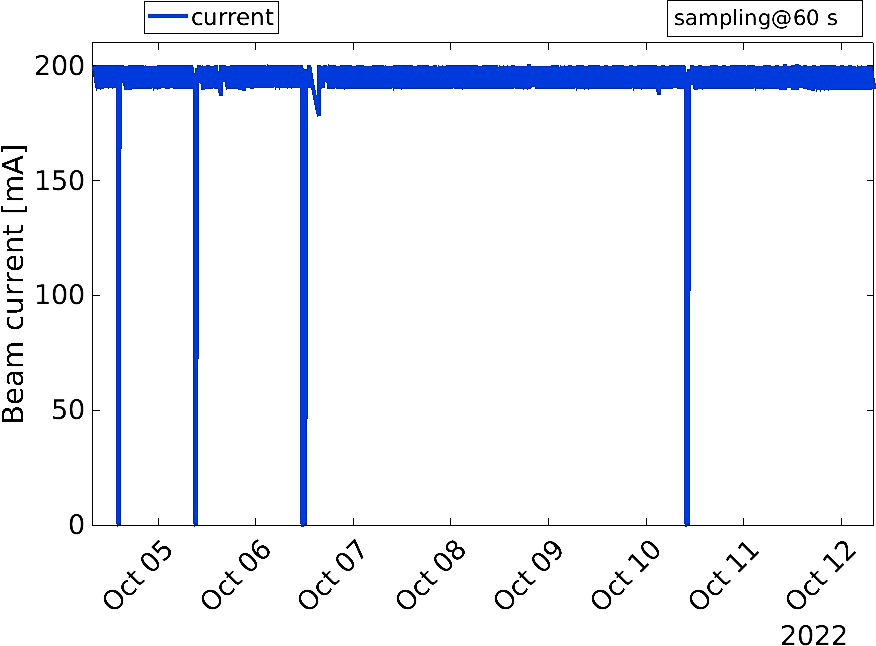 current
sampling@60 s
Beam current [mA]
200
150
100
50
0
Oct 05
Oct 06
Oct 07
Oct 08
Oct 09
Oct 10
Oct 11
Oct 12
2022